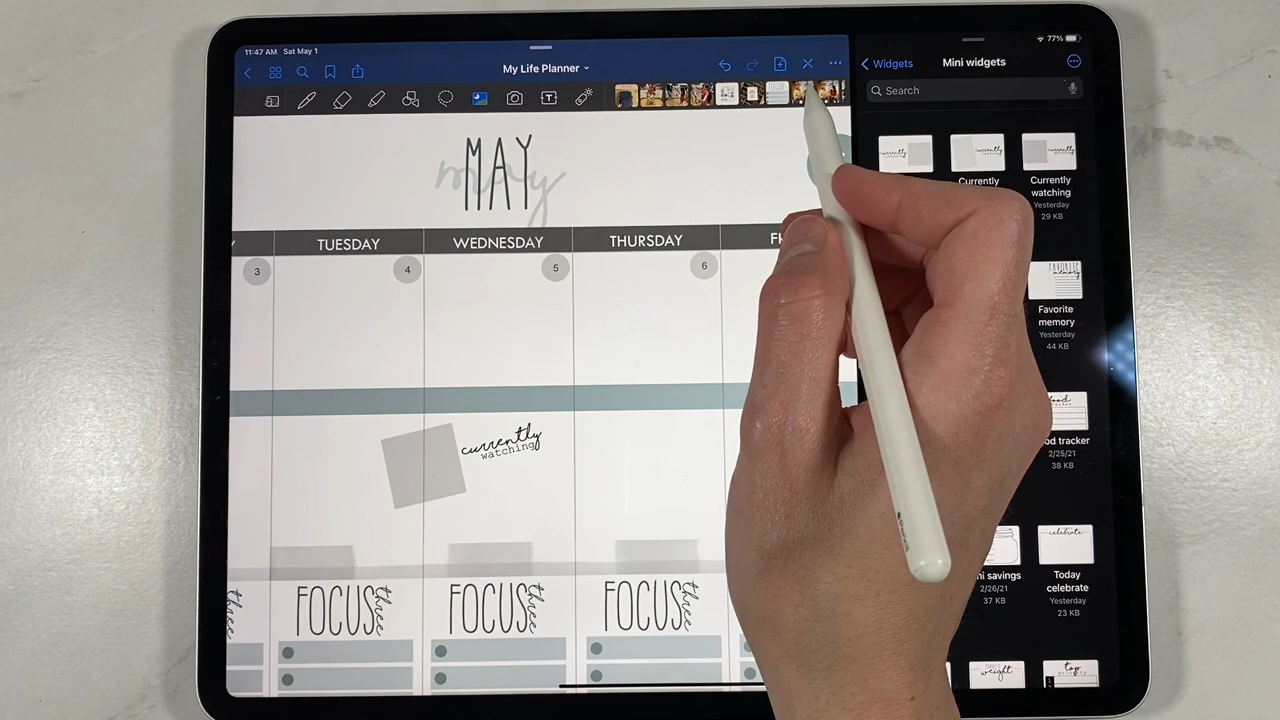 11:47 AM Sat May 1
77%
My Life Planner
Widgets
Mini widgets
Search
MAY
may
TUESDAY
WEDNESDAY
THURSDAY
3
4
5
6
currently
watching
FOCUS three
FOCUS three
FOCUS three
three
Currently
Currently
watching
Yesterday
29 KB
Favorite
memory
Yesterday
44 KB
2/25/21
38 KB
savings
2/26/21
37 KB
celebrate
Today
celebrate
Yesterday
23 KB
weight
top